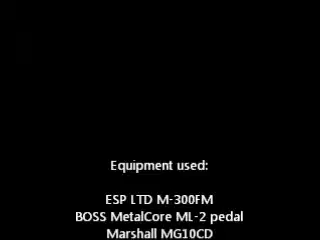 Equipment used:
ESP LTD M-300FM
BOSS MetalCore ML-2 pedal
Marshall MG10CD